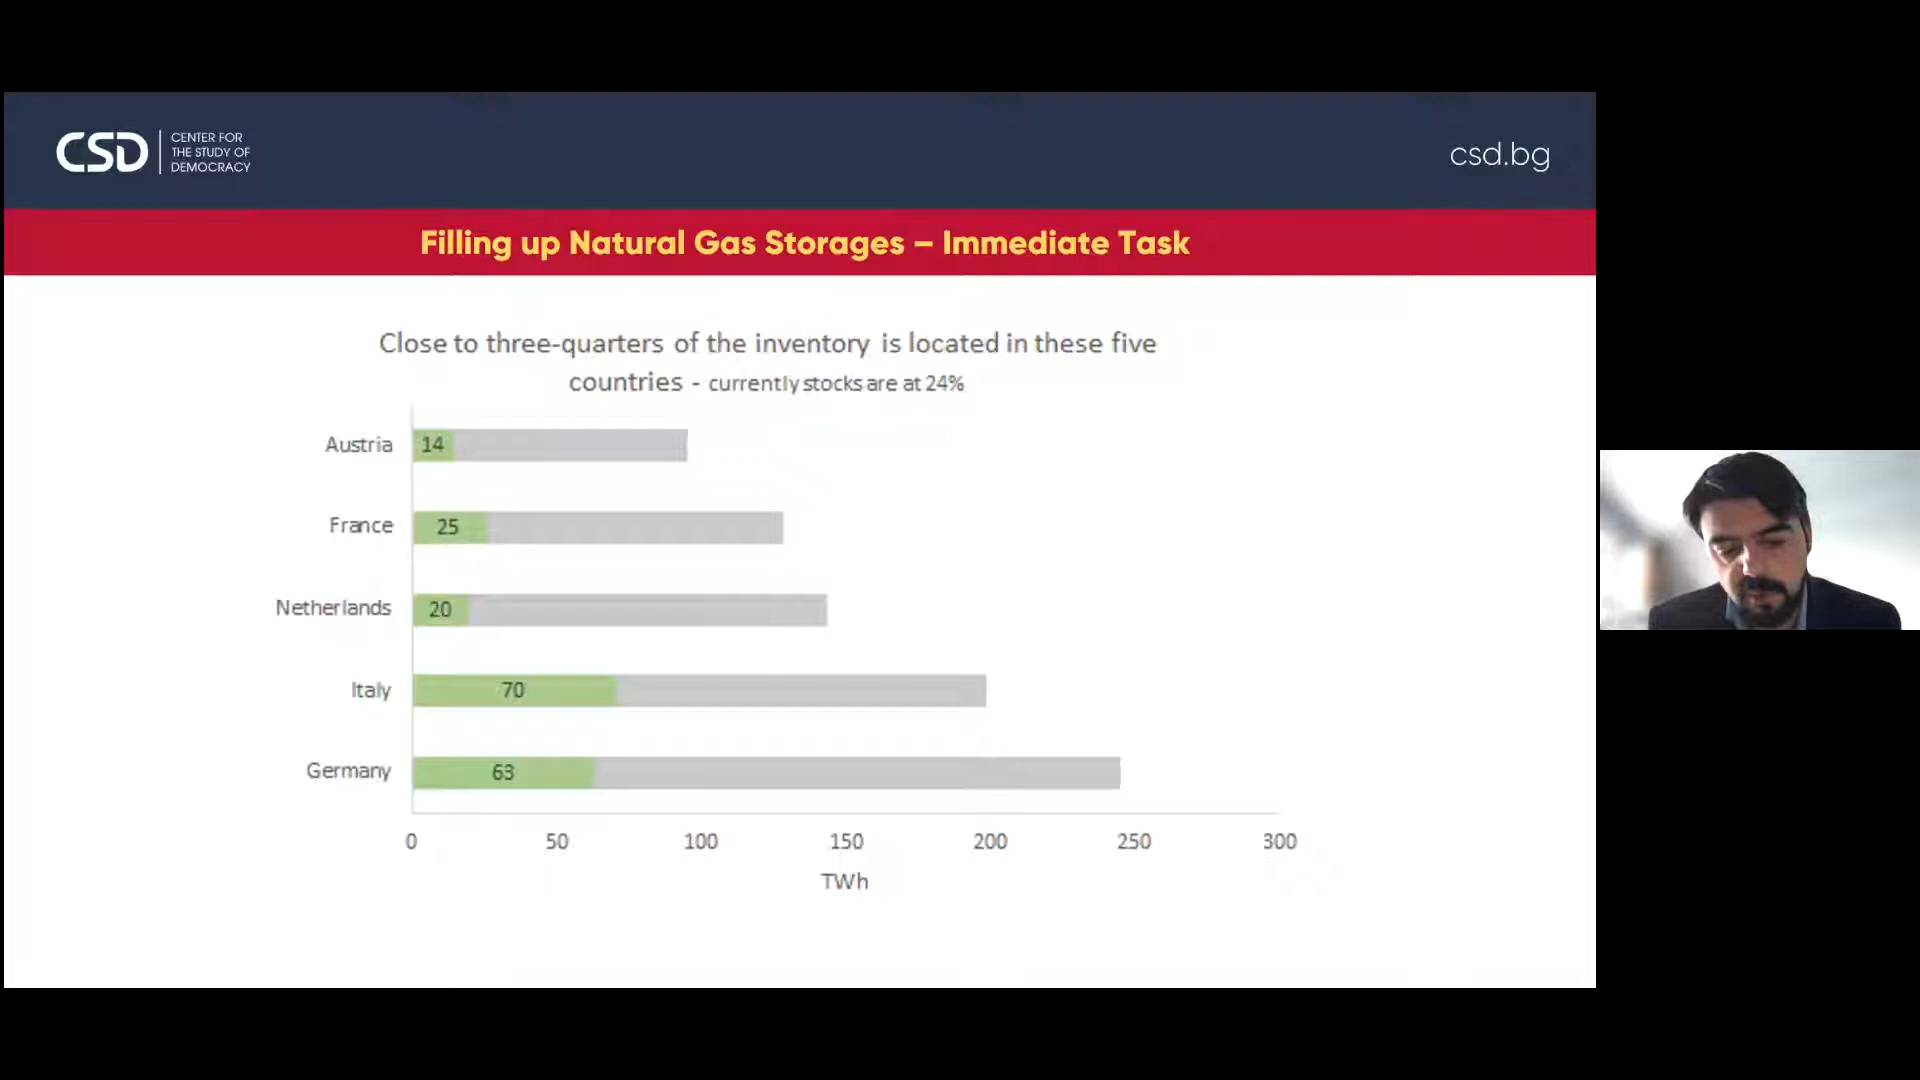 CSD
CENTER FOR
THE STUDY OF
DEMOCRACY
csd.bg
Filling up Natural Gas Storages – Immediate Task
Close to three-quarters of the inventory is located in these five
countries - currently stocks are at 24%
Austria 14
France 25
Netherlands 20
Italy 70
Germany 63
0 50 100 150 200 250 300
TWh